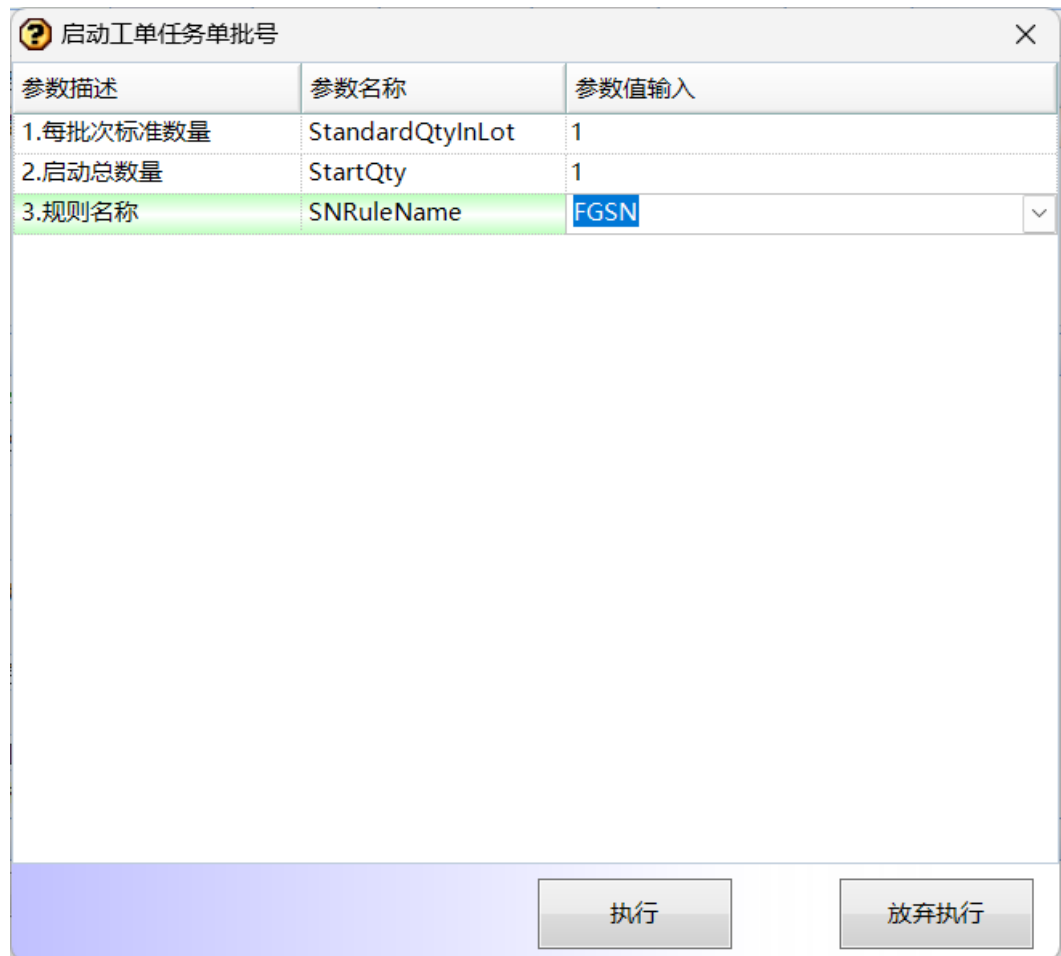 启动工单任务单批号
参数描述 参数名称 参数值输入
1.每批次标准数量 StandardQtyInLot 1
2.启动总数量 StartQty 1
3.规则名称 SNRuleName FGSN
执行 放弃执行